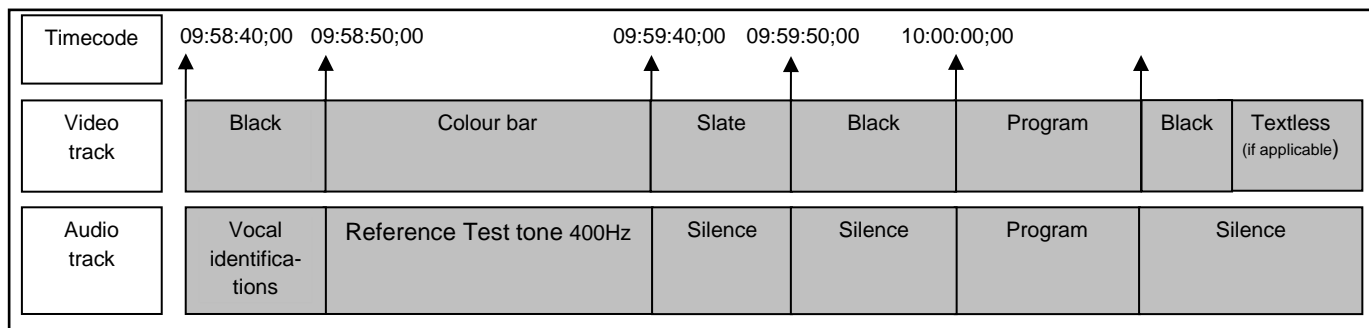 Timecode
09:58:40;00 09:58:50;00 09:59:40;00 09:59:50;00 10:00:00;00
Video
track
Black
Colour bar
Slate
Black
Program
Black
Textless
(if applicable)
Audio
track
Vocal
identifica-
tions
Reference Test tone 400Hz
Silence
Silence
Program
Silence